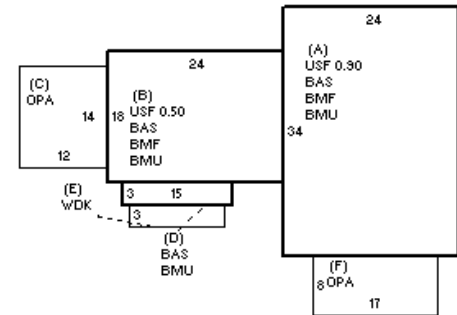 24
(A)
USF 0.90
BAS
BMF
BMU
34
24
(B)
USF 0.50
BAS
BMF
BMU
18
(C)
OPA
14
12
(E)
WDK
3 15
3
(D)
BAS
BMU
(F)
8 OPA
17